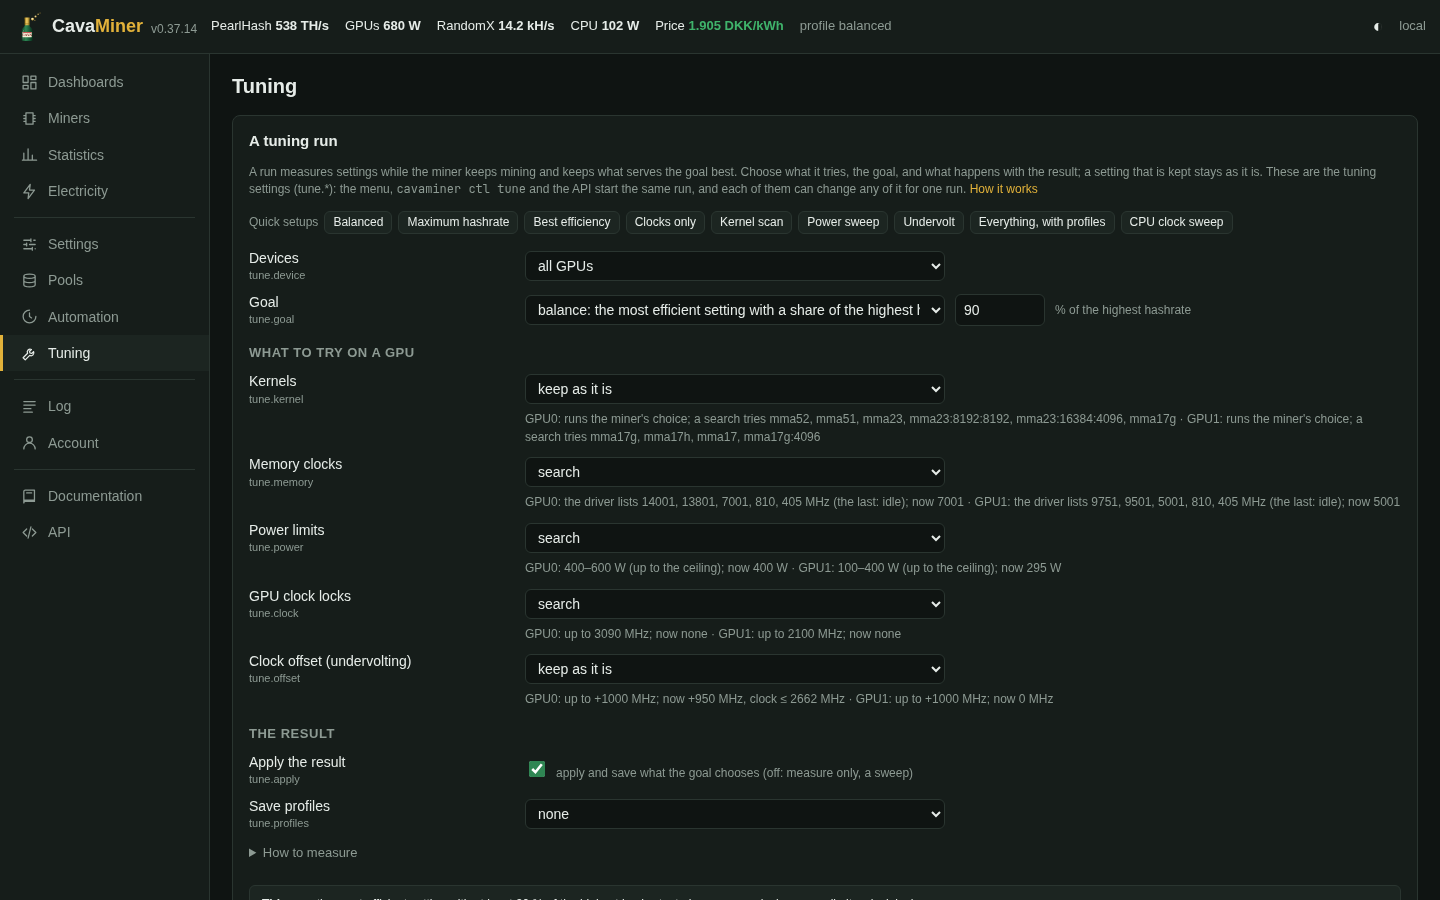 CavaMiner v0.37.14 PearlHash 538 TH/s GPUs 680 W RandomX 14.2 kH/s CPU 102 W Price 1.905 DKK/kWh profile balanced local
Dashboards
Miners
Statistics
Electricity
Settings
Pools
Automation
Tuning
Log
Account
Documentation
API
Tuning
A tuning run
A run measures settings while the miner keeps mining and keeps what serves the goal best. Choose what it tries, the goal, and what happens with the result; a setting that is kept stays as it is. These are the tuning
settings (tune.*): the menu, cavaminer ctl tune and the API start the same run, and each of them can change any of it for one run. How it works
Quick setups Balanced Maximum hashrate Best efficiency Clocks only Kernel scan Power sweep Undervolt Everything, with profiles CPU clock sweep
Devices
tune.device
all GPUs
Goal
tune.goal
balance: the most efficient setting with a share of the highest 90 % of the highest hashrate
WHAT TO TRY ON A GPU
Kernels
tune.kernel
keep as it is
GPU0: runs the miner's choice; a search tries mma52, mma51, mma23, mma23:8192:8192, mma23:16384:4096, mma17g · GPU1: runs the miner's choice; a
search tries mma17g, mma17h, mma17, mma17g:4096
Memory clocks
tune.memory
search
GPU0: the driver lists 14001, 13801, 7001, 810, 405 MHz (the last: idle); now 7001 · GPU1: the driver lists 9751, 9501, 5001, 810, 405 MHz (the last: idle); now 5001
Power limits
tune.power
search
GPU0: 400–600 W (up to the ceiling); now 400 W · GPU1: 100–400 W (up to the ceiling); now 295 W
GPU clock locks
tune.clock
search
GPU0: up to 3090 MHz; now none · GPU1: up to 2100 MHz; now none
Clock offset (undervolting)
tune.offset
keep as it is
GPU0: up to +1000 MHz; now +950 MHz, clock ≤ 2662 MHz · GPU1: up to +1000 MHz; now 0 MHz
THE RESULT
Apply the result
tune.apply
apply and save what the goal chooses (off: measure only, a sweep)
Save profiles
tune.profiles
none
How to measure